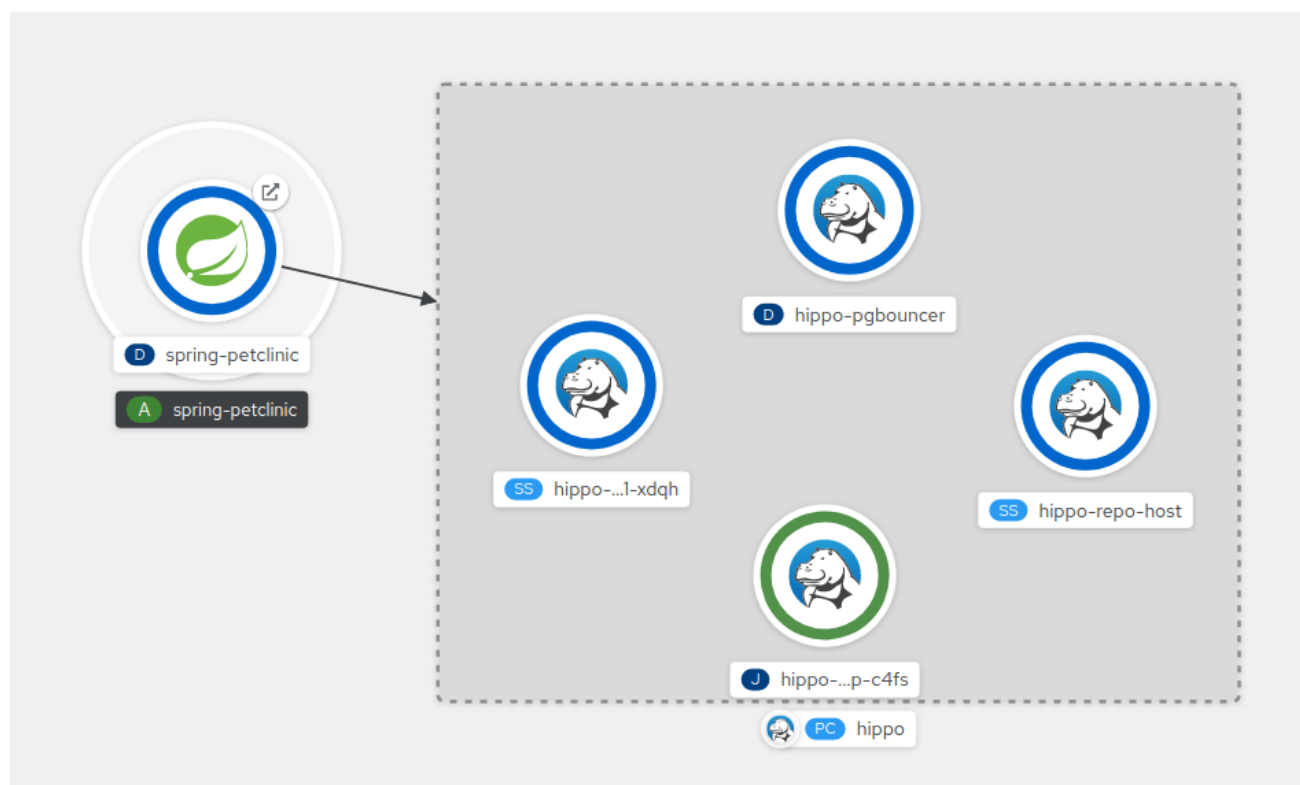 D spring-petclinic
A spring-petclinic
D hippo-pgbouncer
SS hippo-...1-xdqh
SS hippo-repo-host
J hippo-...p-c4fs
PC hippo